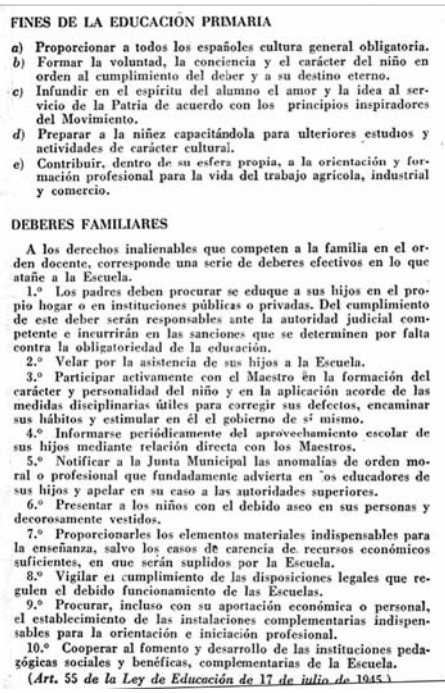 FINES DE LA EDUCACIÓN PRIMARIA
a) Proporcionar a todos los españoles cultura general obligatoria.
b) Formar la voluntad, la conciencia y el carácter del niño en
orden al cumplimiento del deber y a su destino eterno.
c) Infundir en el espíritu del alumno el amor y la idea al ser-
vicio de la Patria de acuerdo con los principios inspiradores
del Movimiento.
d) Preparar a la niñez capacitándola para ulteriores estudios y
actividades de carácter cultural.
e) Contribuir, dentro de su esfera propia, a la orientación y for-
mación profesional para la vida del trabajo agrícola, industrial
y comercio.
DEBERES FAMILIARES
A los derechos inalienables que competen a la familia en el or-
den docente, corresponde una serie de deberes efectivos en lo que
atañe a la Escuela.
1.º Los padres deben procurar se eduque a sus hijos en el pro-
pio hogar o en instituciones públicas o privadas. Del cumplimiento
de este deber serán responsables ante la autoridad judicial com-
petente e incurrirán en las sanciones que se determinen por falta
contra la obligatoriedad de la educación.
2.º Velar por la asistencia de sus hijos a la Escuela.
3.º Participar activamente con el Maestro en la formación del
carácter y personalidad del niño y en la aplicación acorde de las
medidas disciplinarias útiles para corregir sus defectos, encaminar
sus hábitos y estimular en él el gobierno de sí mismo.
4.º Informarse periódicamente del aprovechamiento escolar de
sus hijos mediante relación directa con los Maestros.
5.º Notificar a la Junta Municipal las anomalías de orden mo-
ral o profesional que fundadamente advierta en los educadores de
sus hijos y apelar en su caso a las autoridades superiores.
6.º Presentar a los niños con el debido aseo en sus personas y
decorosamente vestidos.
7.º Proporcionarles los elementos materiales indispensables para
la enseñanza, salvo los casos de carencia de recursos económicos
suficientes, en que serán suplidos por la Escuela.
8.º Vigilar el cumplimiento de las disposiciones legales que re-
gulen el debido funcionamiento de las Escuelas.
9.º Procurar, incluso con su aportación económica o personal,
el establecimiento de las instalaciones complementarias indispen-
sables para la orientación e iniciación profesional.
10.º Cooperar al fomento y desarrollo de las instituciones peda-
gógicas sociales y benéficas, complementarias de la Escuela.
(Art. 55 de la Ley de Educación de 17 de julio de 1945.)